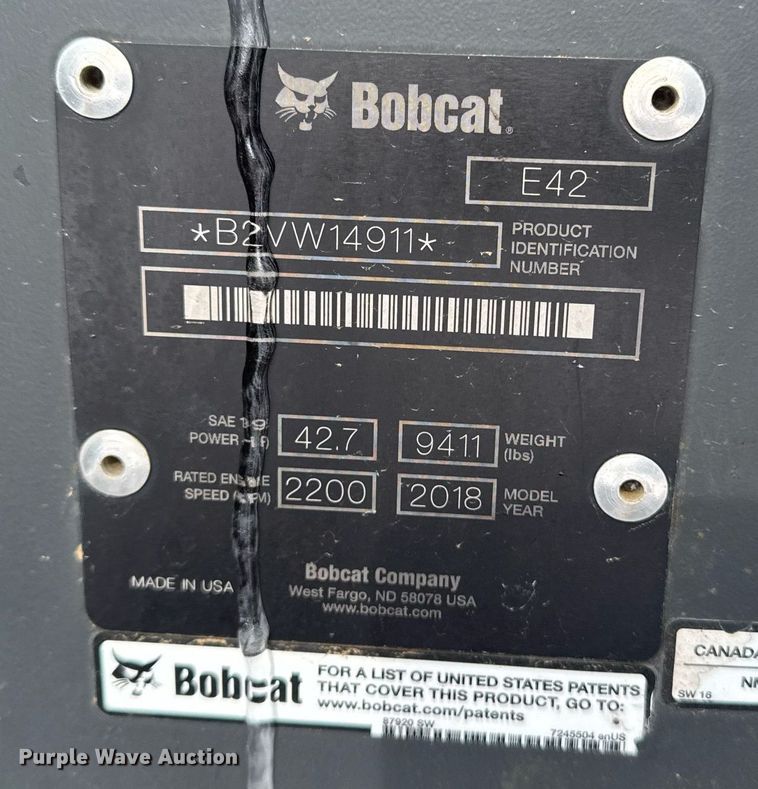 Bobcat®
E42
*B2VW14911*
PRODUCT
IDENTIFICATION
NUMBER
SAE
POWER
42.7
9411
WEIGHT
(lbs)
RATED ENGINE
SPEED
2200
2018
MODEL
YEAR
MADE IN USA
Bobcat Company
West Fargo, ND 58078 USA
www.bobcat.com
Bobcat
FOR A LIST OF UNITED STATES PATENTS
THAT COVER THIS PRODUCT, GO TO:
www.bobcat.com/patents
87920 SW
7245504 enUS
CANADA
SW 16
Purple Wave Auction